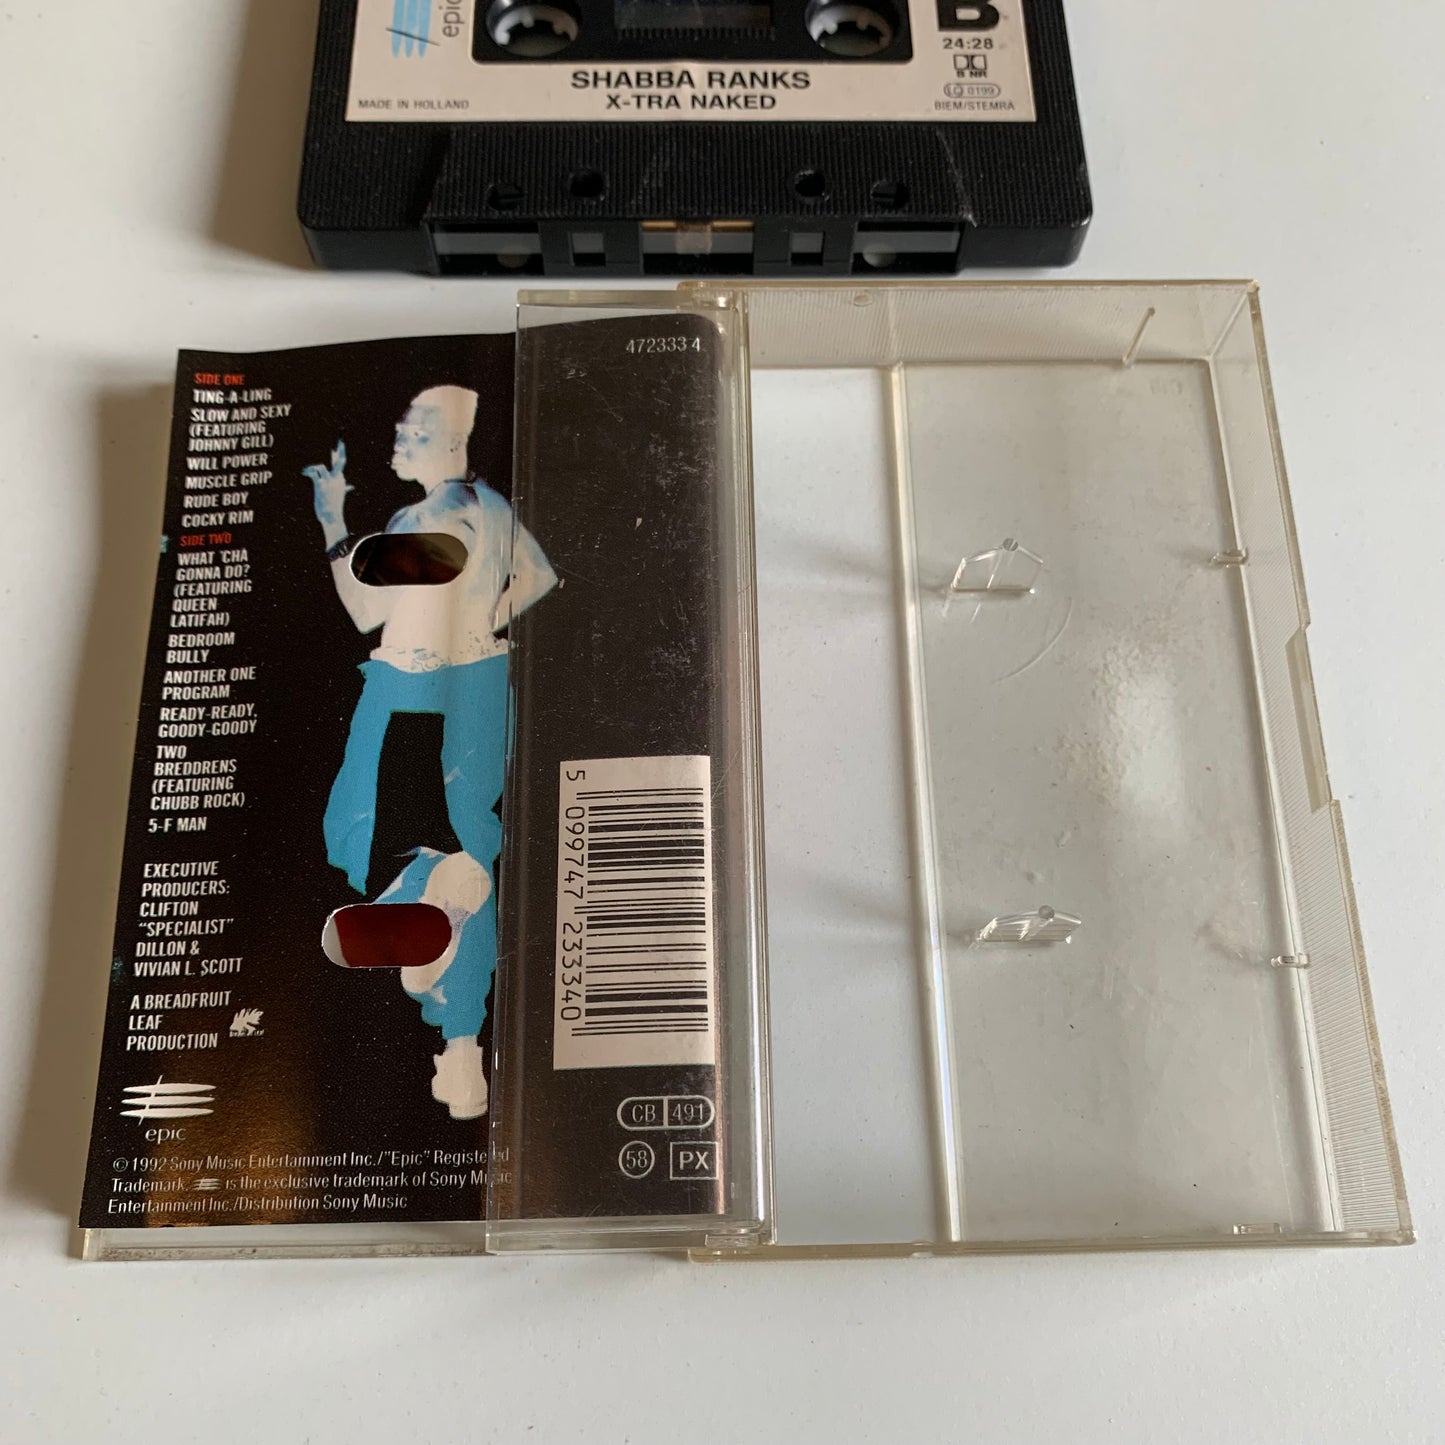 epic
B
24:28
B NR
LO 0199
BIEM/STEMRA
SHABBA RANKS
X-TRA NAKED
MADE IN HOLLAND
472333 4
SIDE ONE
TING-A-LING
SLOW AND SEXY
(FEATURING
JOHNNY GILL)
WILL POWER
MUSCLE GRIP
RUDE BOY
COCKY RIM
SIDE TWO
WHAT 'CHA
GONNA DO?
(FEATURING
QUEEN
LATIFAH)
BEDROOM
BULLY
ANOTHER ONE
PROGRAM
READY-READY,
GOODY-GOODY
TWO
BREDDRENS
(FEATURING
CHUBB ROCK)
5-F MAN
EXECUTIVE
PRODUCERS:
CLIFTON
"SPECIALIST"
DILLON &
VIVIAN L. SCOTT
A BREADFRUIT
LEAF
PRODUCTION
epic
© 1992 Sony Music Entertainment Inc./"Epic" Registered
Trademark. is the exclusive trademark of Sony Music
Entertainment Inc./Distribution Sony Music
5 099747 233340
CB 491
58 PX